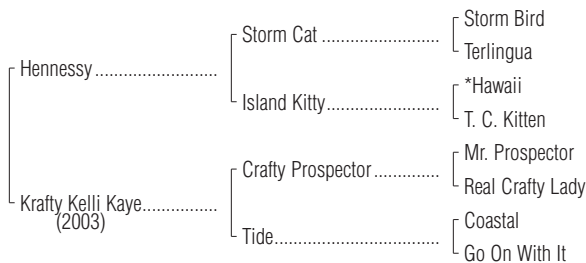 Storm Bird
Storm Cat ........................
Terlingua
Hennessy .........................
*Hawaii
Island Kitty .......................
T. C. Kitten
Mr. Prospector
Crafty Prospector ..............
Real Crafty Lady
Krafty Kelli Kaye ................
(2003)
Coastal
Tide ..................................
Go On With It